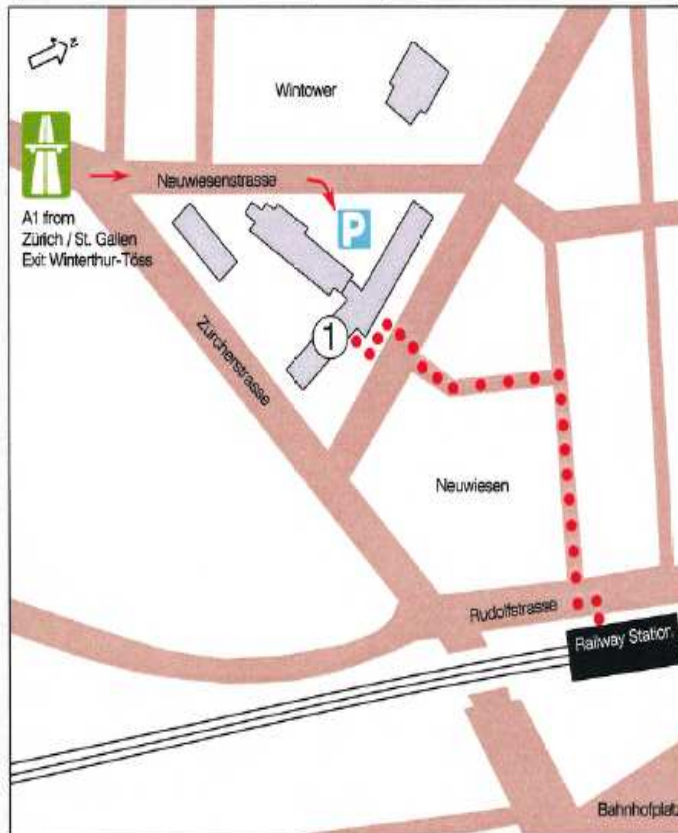 N
Wintower
Neuwiesenstrasse
P
A1 from
Zürich / St. Gallen
Exit Winterthur-Töss
1
Zürcherstrasse
Neuwiesen
Rudolfstrasse
Railway Station
Bahnhofplatz